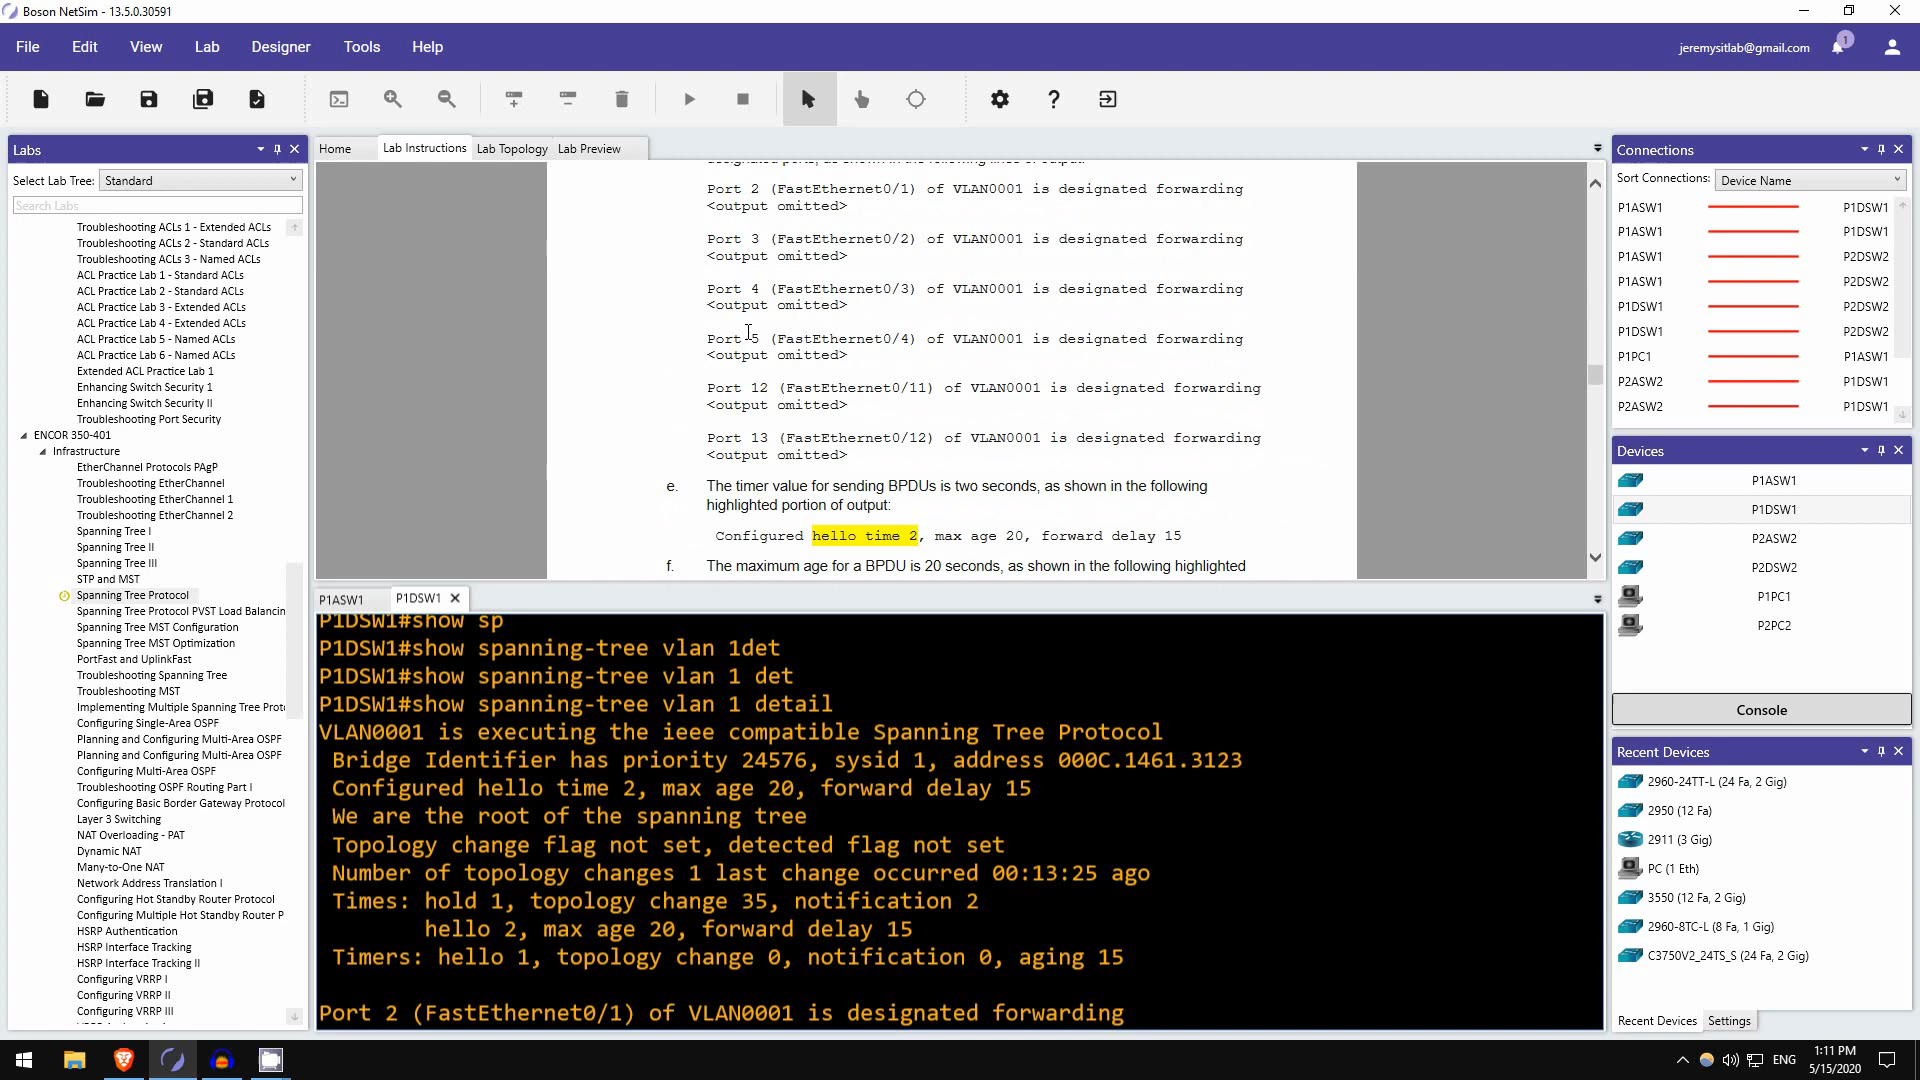 Boson NetSim - 13.5.0.30591
File Edit View Lab Designer Tools Help
jeremysitlab@gmail.com
1
Labs
Select Lab Tree: Standard
Search Labs
Troubleshooting ACLs 1 - Extended ACLs
Troubleshooting ACLs 2 - Standard ACLs
Troubleshooting ACLs 3 - Named ACLs
ACL Practice Lab 1 - Standard ACLs
ACL Practice Lab 2 - Standard ACLs
ACL Practice Lab 3 - Extended ACLs
ACL Practice Lab 4 - Extended ACLs
ACL Practice Lab 5 - Named ACLs
ACL Practice Lab 6 - Named ACLs
Extended ACL Practice Lab 1
Enhancing Switch Security 1
Enhancing Switch Security II
Troubleshooting Port Security
ENCOR 350-401
Infrastructure
EtherChannel Protocols PAgP
Troubleshooting EtherChannel
Troubleshooting EtherChannel 1
Troubleshooting EtherChannel 2
Spanning Tree I
Spanning Tree II
Spanning Tree III
STP and MST
Spanning Tree Protocol
Spanning Tree Protocol PVST Load Balancin
Spanning Tree MST Configuration
Spanning Tree MST Optimization
PortFast and UplinkFast
Troubleshooting Spanning Tree
Troubleshooting MST
Implementing Multiple Spanning Tree Proto
Configuring Single-Area OSPF
Planning and Configuring Multi-Area OSPF
Planning and Configuring Multi-Area OSPF
Configuring Multi-Area OSPF
Troubleshooting OSPF Routing Part I
Configuring Basic Border Gateway Protocol
Layer 3 Switching
NAT Overloading - PAT
Dynamic NAT
Many-to-One NAT
Network Address Translation I
Configuring Hot Standby Router Protocol
Configuring Multiple Hot Standby Router P
HSRP Authentication
HSRP Interface Tracking
HSRP Interface Tracking II
Configuring VRRP I
Configuring VRRP II
Configuring VRRP III
Home Lab Instructions Lab Topology Lab Preview
designated ports, as shown in the following lines of output:
Port 2 (FastEthernet0/1) of VLAN0001 is designated forwarding
<output omitted>
Port 3 (FastEthernet0/2) of VLAN0001 is designated forwarding
<output omitted>
Port 4 (FastEthernet0/3) of VLAN0001 is designated forwarding
<output omitted>
Port 5 (FastEthernet0/4) of VLAN0001 is designated forwarding
<output omitted>
Port 12 (FastEthernet0/11) of VLAN0001 is designated forwarding
<output omitted>
Port 13 (FastEthernet0/12) of VLAN0001 is designated forwarding
<output omitted>
e. The timer value for sending BPDUs is two seconds, as shown in the following
highlighted portion of output:
Configured hello time 2, max age 20, forward delay 15
f. The maximum age for a BPDU is 20 seconds, as shown in the following highlighted
P1ASW1 P1DSW1
P1DSW1#show sp
P1DSW1#show spanning-tree vlan 1det
P1DSW1#show spanning-tree vlan 1 det
P1DSW1#show spanning-tree vlan 1 detail
VLAN0001 is executing the ieee compatible Spanning Tree Protocol
Bridge Identifier has priority 24576, sysid 1, address 000C.1461.3123
Configured hello time 2, max age 20, forward delay 15
We are the root of the spanning tree
Topology change flag not set, detected flag not set
Number of topology changes 1 last change occurred 00:13:25 ago
Times: hold 1, topology change 35, notification 2
hello 2, max age 20, forward delay 15
Timers: hello 1, topology change 0, notification 0, aging 15
Port 2 (FastEthernet0/1) of VLAN0001 is designated forwarding
Connections
Sort Connections: Device Name
P1ASW1 P1DSW1
P1ASW1 P1DSW1
P1ASW1 P2DSW2
P1ASW1 P2DSW2
P1DSW1 P2DSW2
P1DSW1 P2DSW2
P1PC1 P1ASW1
P2ASW2 P1DSW1
P2ASW2 P1DSW1
Devices
P1ASW1
P1DSW1
P2ASW2
P2DSW2
P1PC1
P2PC2
Console
Recent Devices
2960-24TT-L (24 Fa, 2 Gig)
2950 (12 Fa)
2911 (3 Gig)
PC (1 Eth)
3550 (12 Fa, 2 Gig)
2960-8TC-L (8 Fa, 1 Gig)
C3750V2_24TS_S (24 Fa, 2 Gig)
Recent Devices Settings
ENG
1:11 PM
5/15/2020